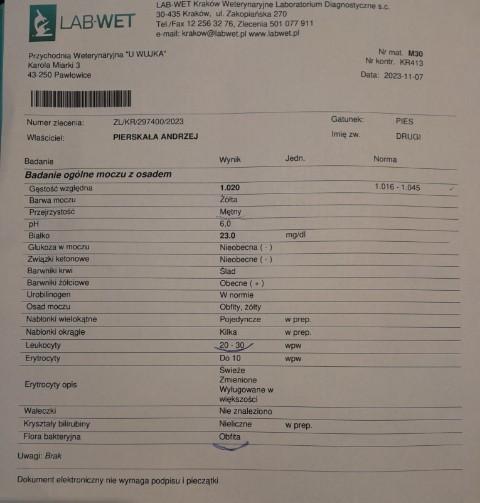 LAB-WET
LAB-WET Kraków Weterynaryjne Laboratorium Diagnostyczne s.c.
30-435 Kraków, ul. Zakopiańska 270
Tel./Fax 12 256 32 76, Zlecenia 501 077 911
e-mail: krakow@labwet.pl www.labwet.pl
Przychodnia Weterynaryjna "U WUJKA"
Karola Miarki 3
43-250 Pawłowice
Nr mat. M30
Nr kontr. KR413
Data: 2023-11-07
Numer zlecenia: ZL/KR/297400/2023 Gatunek: PIES
Właściciel: PIERSKAŁA ANDRZEJ Imię zw. DRUGI
Badanie Wynik Jedn. Norma
Badanie ogólne moczu z osadem
Gęstość względna 1.020 1.016 - 1.045
Barwa moczu Żółta
Przejrzystość Mętny
pH 6,0
Białko 23.0 mg/dl
Glukoza w moczu Nieobecna ( - )
Związki ketonowe Nieobecne ( - )
Barwniki krwi Ślad
Barwniki żółciowe Obecne ( + )
Urobilinogen W normie
Osad moczu Obfity, żółty
Nabłonki wielokątne Pojedyncze w prep.
Nabłonki okrągłe Kilka w prep.
Leukocyty 20 - 30 wpw
Erytrocyty Do 10 wpw
Erytrocyty opis Świeże
Zmienione
Wyługowane w
większości
Wałeczki Nie znaleziono
Kryształy bilirubiny Nieliczne w prep.
Flora bakteryjna Obfita
Uwagi: Brak
Dokument elektroniczny nie wymaga podpisu i pieczątki